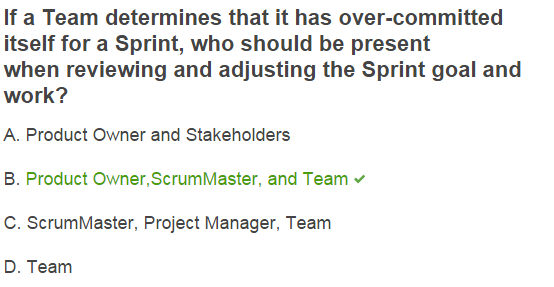 If a Team determines that it has over-committed
itself for a Sprint, who should be present
when reviewing and adjusting the Sprint goal and
work?
A. Product Owner and Stakeholders
B. Product Owner,ScrumMaster, and Team ✔
C. ScrumMaster, Project Manager, Team
D. Team